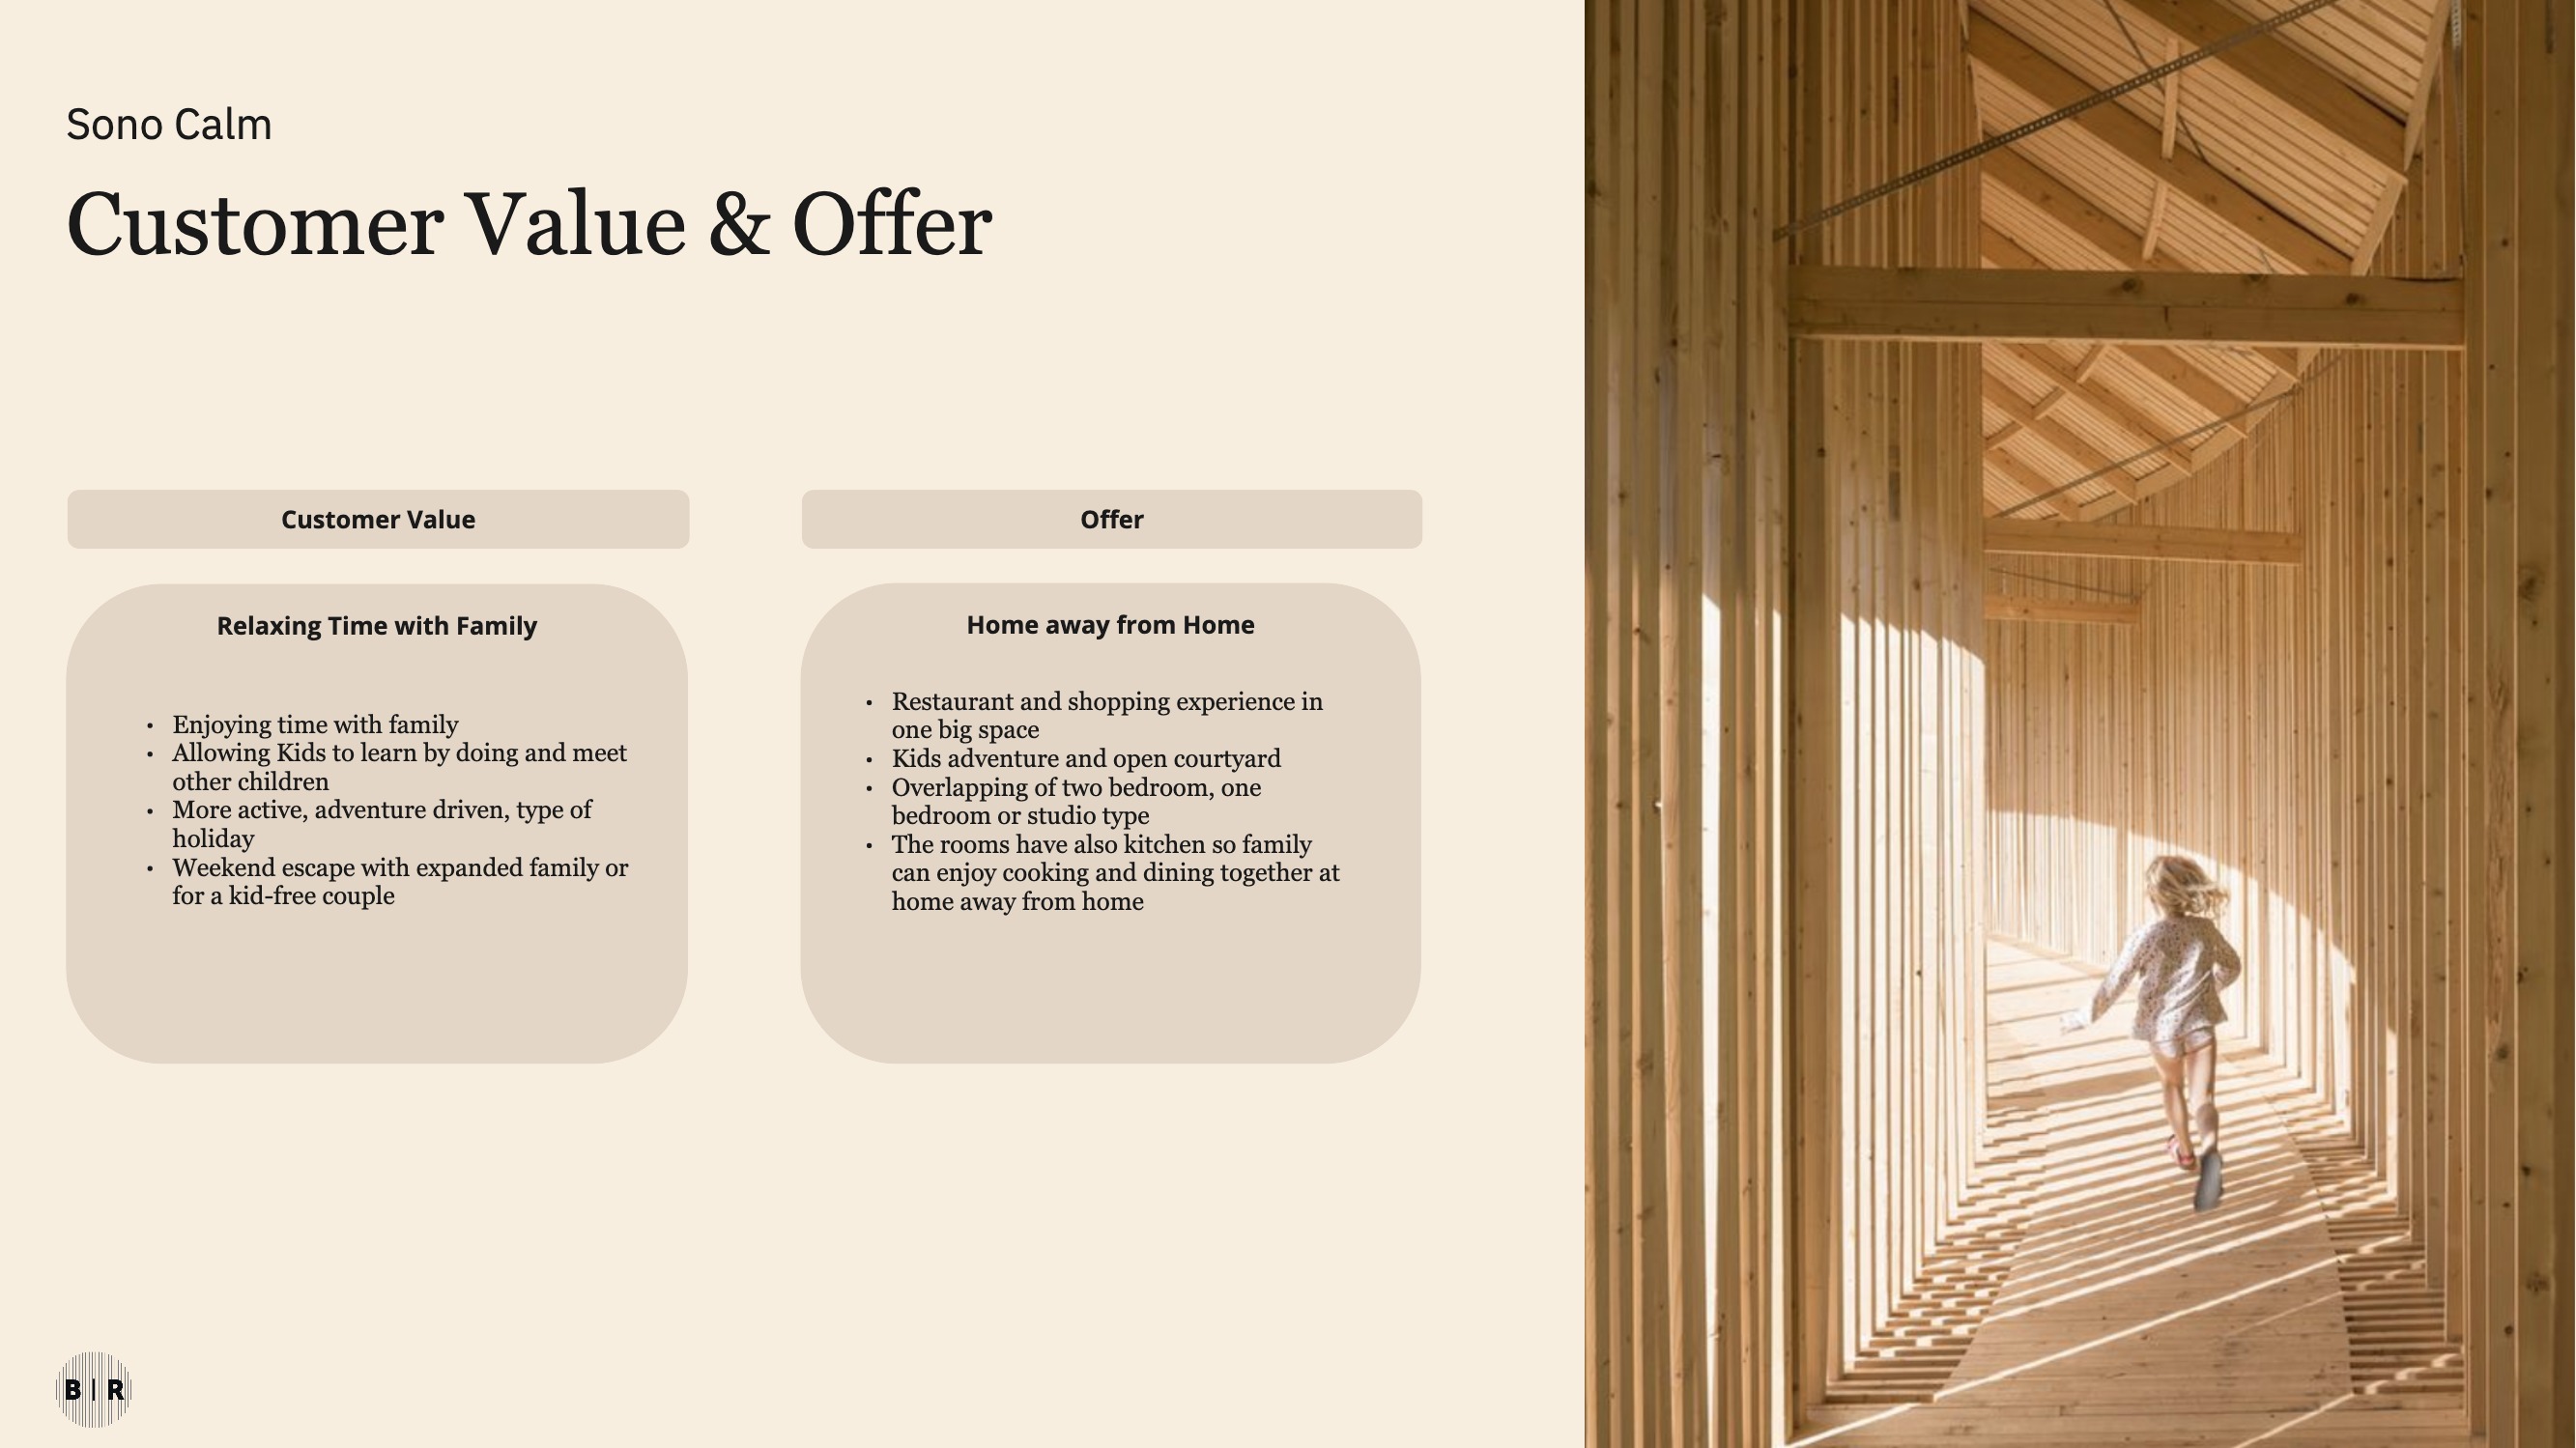 Sono Calm
Customer Value & Offer
Customer Value
Relaxing Time with Family
• Enjoying time with family
• Allowing Kids to learn by doing and meet
other children
• More active, adventure driven, type of
holiday
• Weekend escape with expanded family or
for a kid-free couple
Offer
Home away from Home
• Restaurant and shopping experience in
one big space
• Kids adventure and open courtyard
• Overlapping of two bedroom, one
bedroom or studio type
• The rooms have also kitchen so family
can enjoy cooking and dining together at
home away from home
B | R